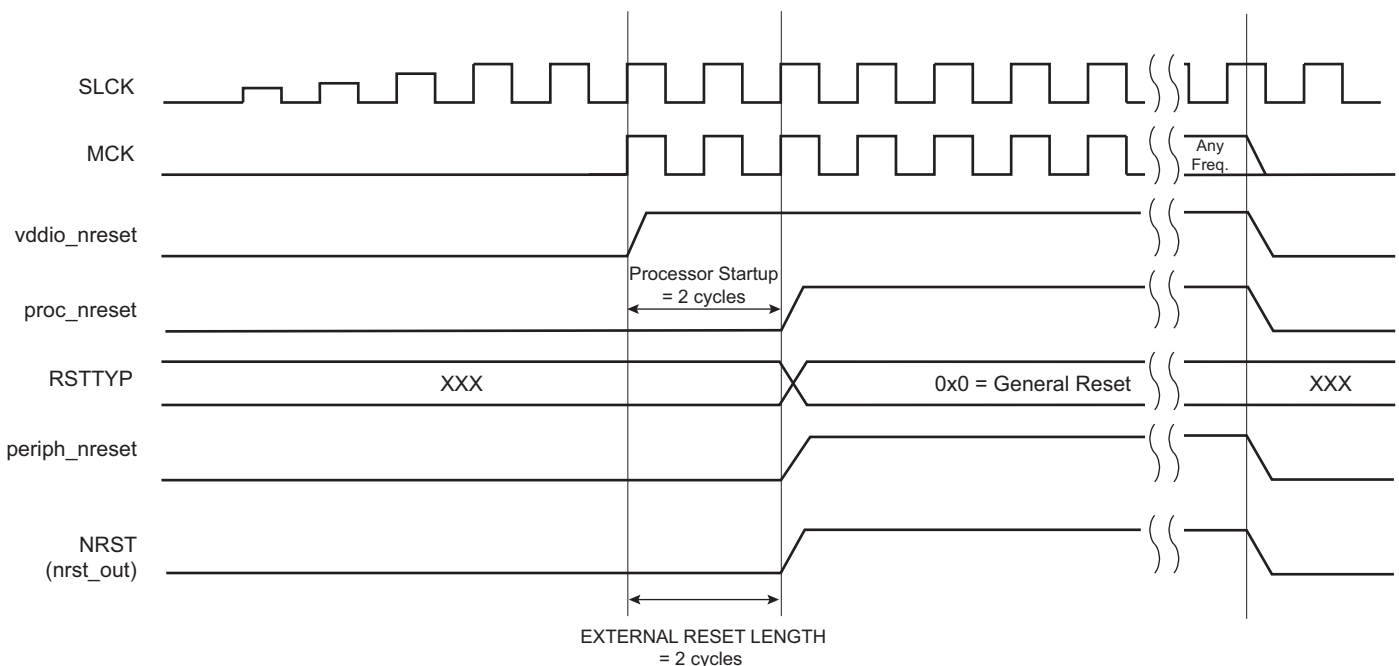 SLCK
MCK
Any
Freq.
vddio_nreset
Processor Startup
= 2 cycles
proc_nreset
RSTTYP
XXX
0x0 = General Reset
XXX
periph_nreset
NRST
(nrst_out)
EXTERNAL RESET LENGTH
= 2 cycles